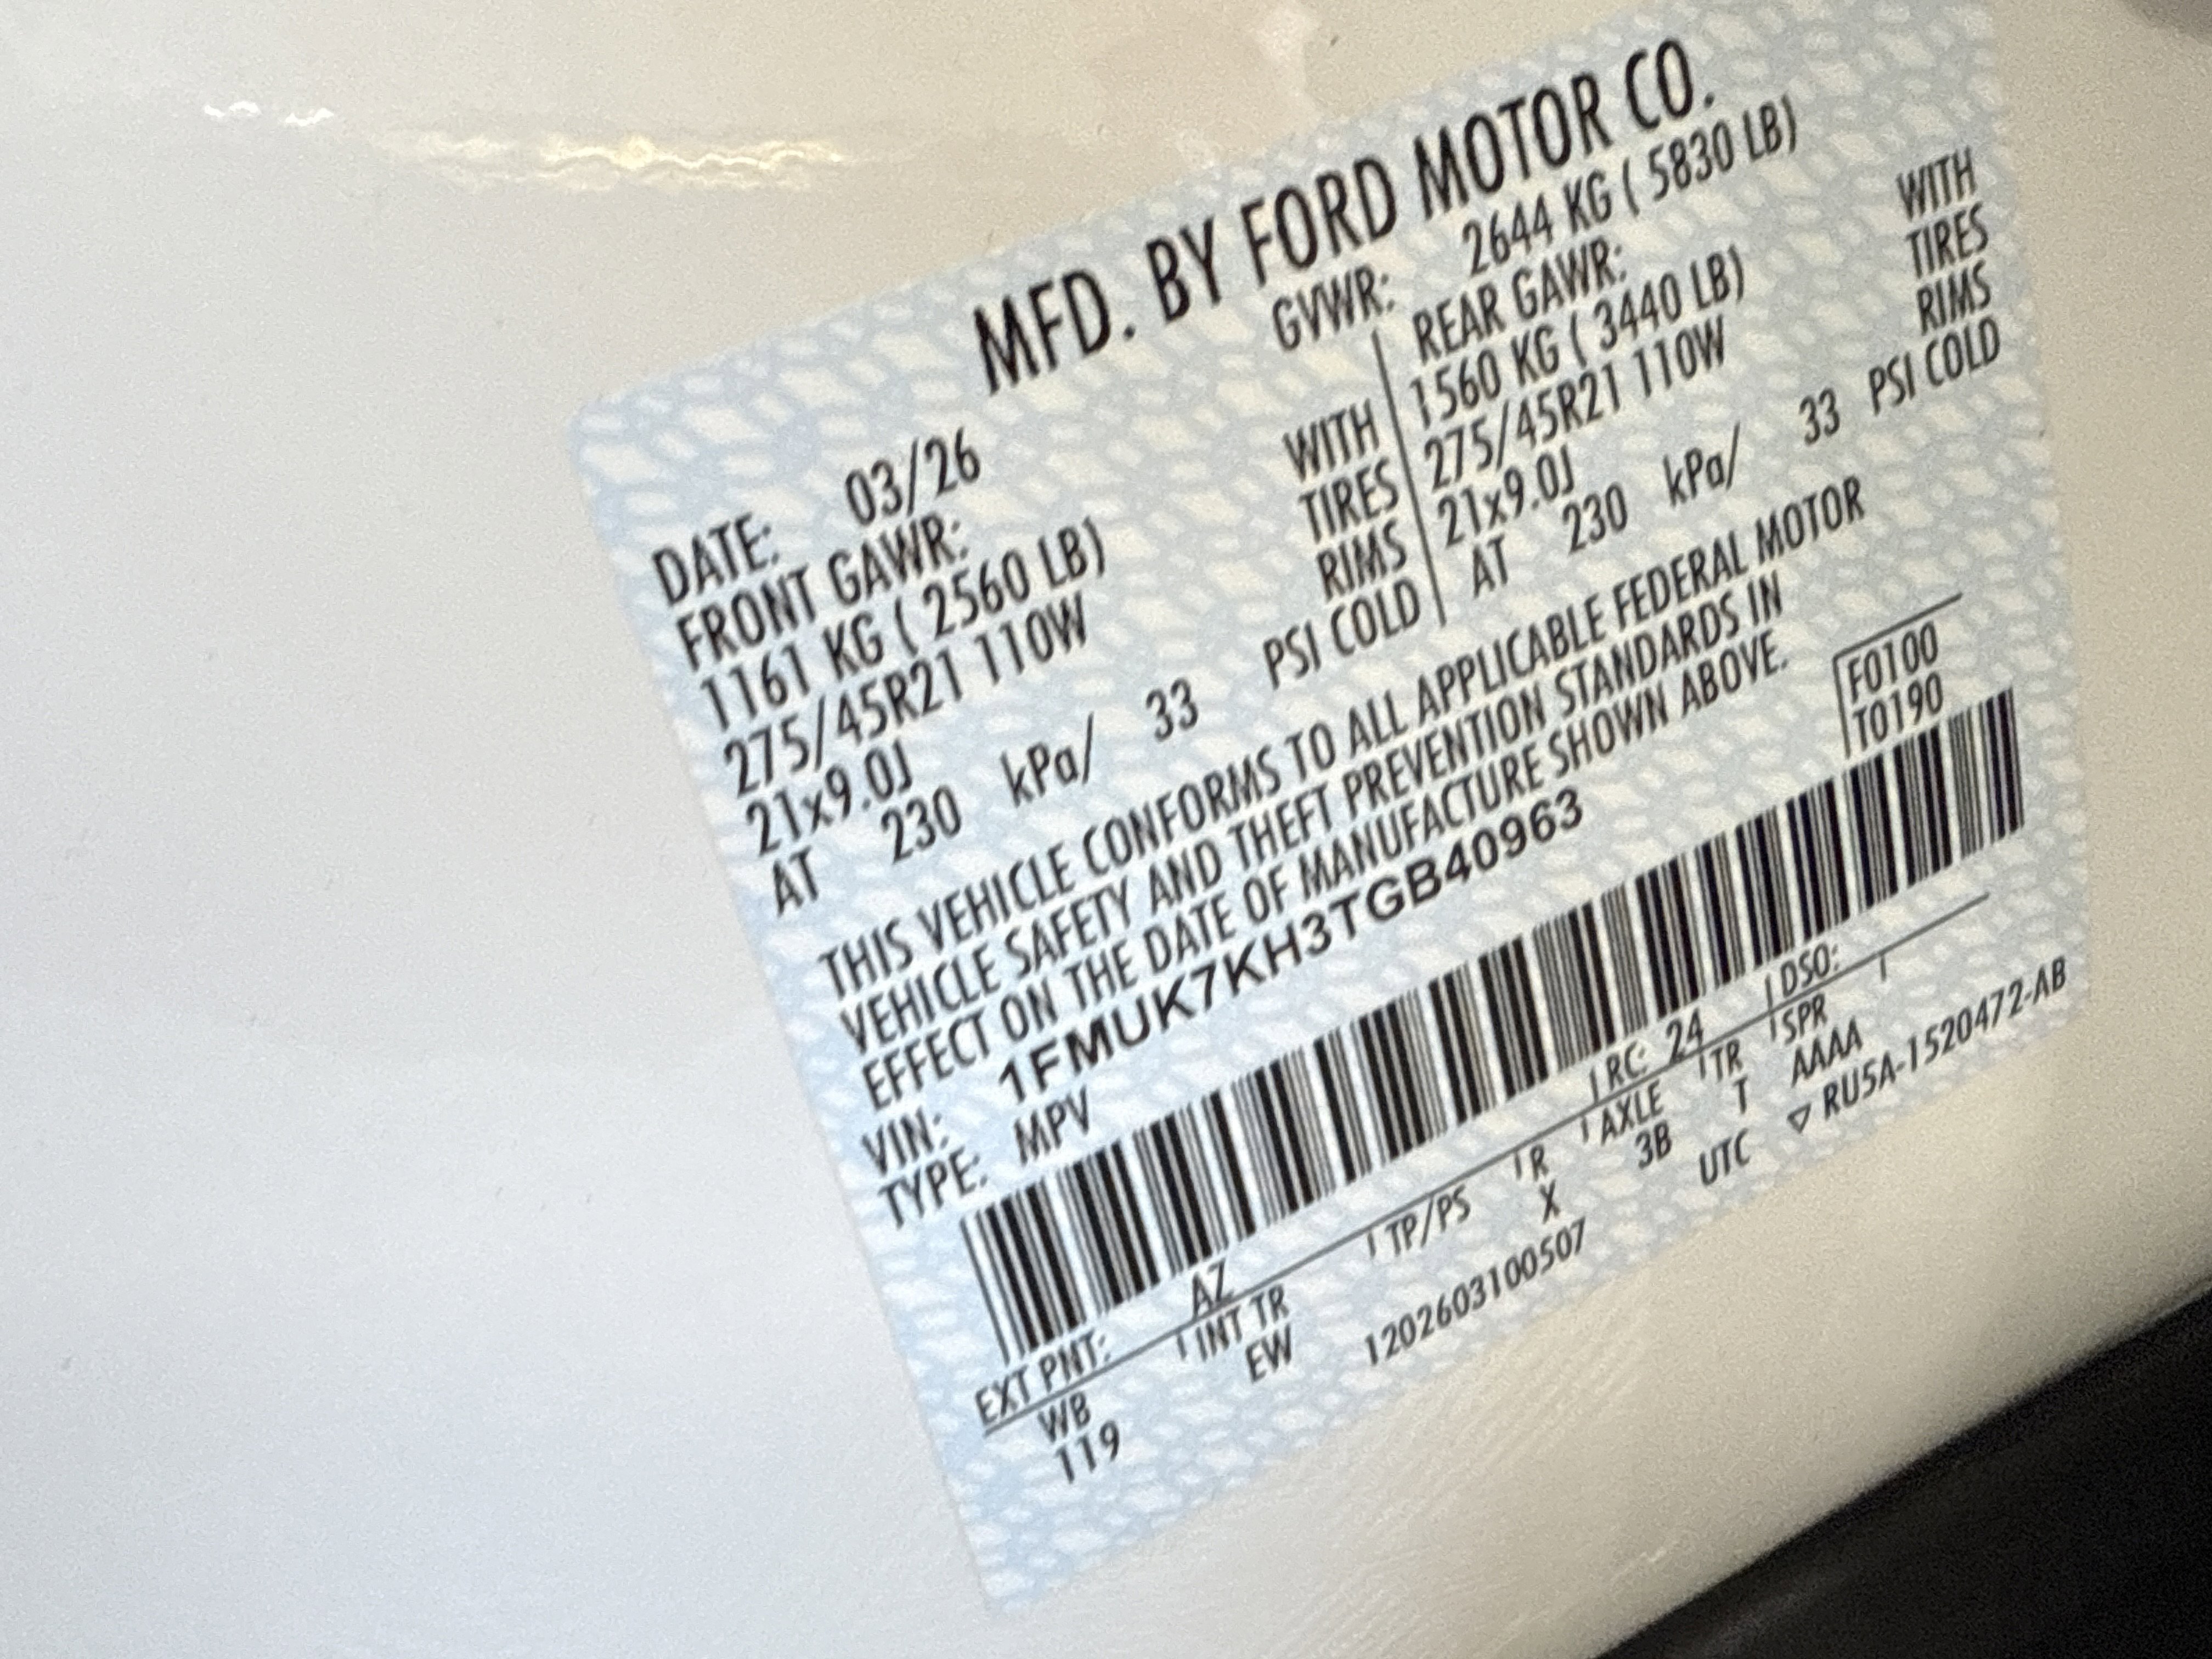 MFD. BY FORD MOTOR CO.
DATE: 03/26
GVWR: 2644 KG ( 5830 LB)
FRONT GAWR:
1161 KG ( 2560 LB) WITH
275/45R21 110W TIRES
21x9.0J RIMS
AT 230 kPa/ 33 PSI COLD
REAR GAWR:
1560 KG ( 3440 LB) WITH
275/45R21 110W TIRES
21x9.0J RIMS
AT 230 kPa/ 33 PSI COLD
THIS VEHICLE CONFORMS TO ALL APPLICABLE FEDERAL MOTOR
VEHICLE SAFETY AND THEFT PREVENTION STANDARDS IN
EFFECT ON THE DATE OF MANUFACTURE SHOWN ABOVE.
VIN: 1FMUK7KH3TGB40963
TYPE: MPV
F0100
T0190
EXT PNT: AZ RC: 24 DSO:
WB INT TR TP/PS R AXLE TR SPR
119 EW X 3B T AAAA
1202603100507 UTC ▽ RU5A-1520472-AB